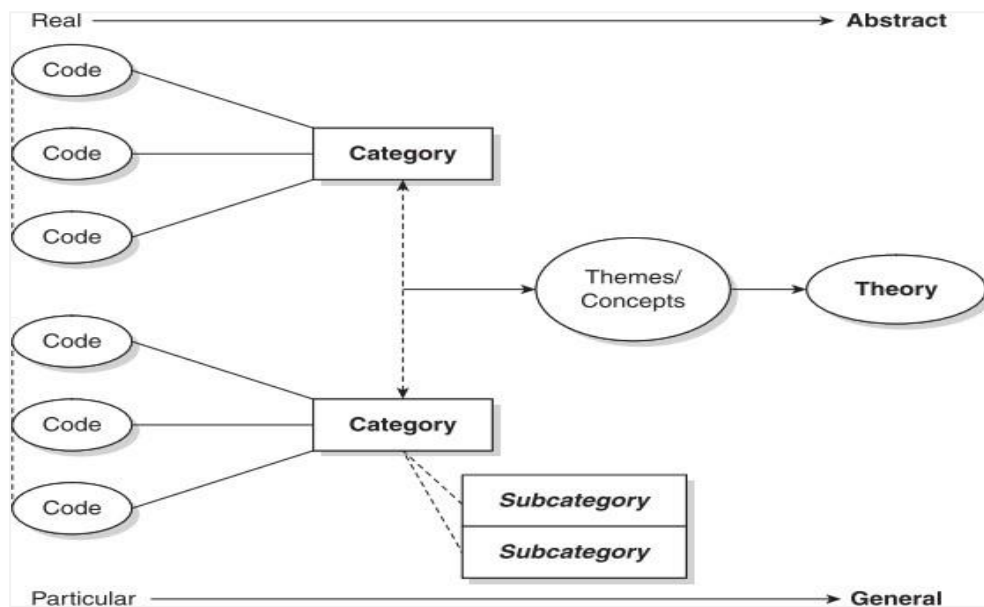 Real
Abstract
Code
Code
Category
Code
Themes/
Concepts
Theory
Code
Code
Category
Code
Subcategory
Subcategory
Particular
General